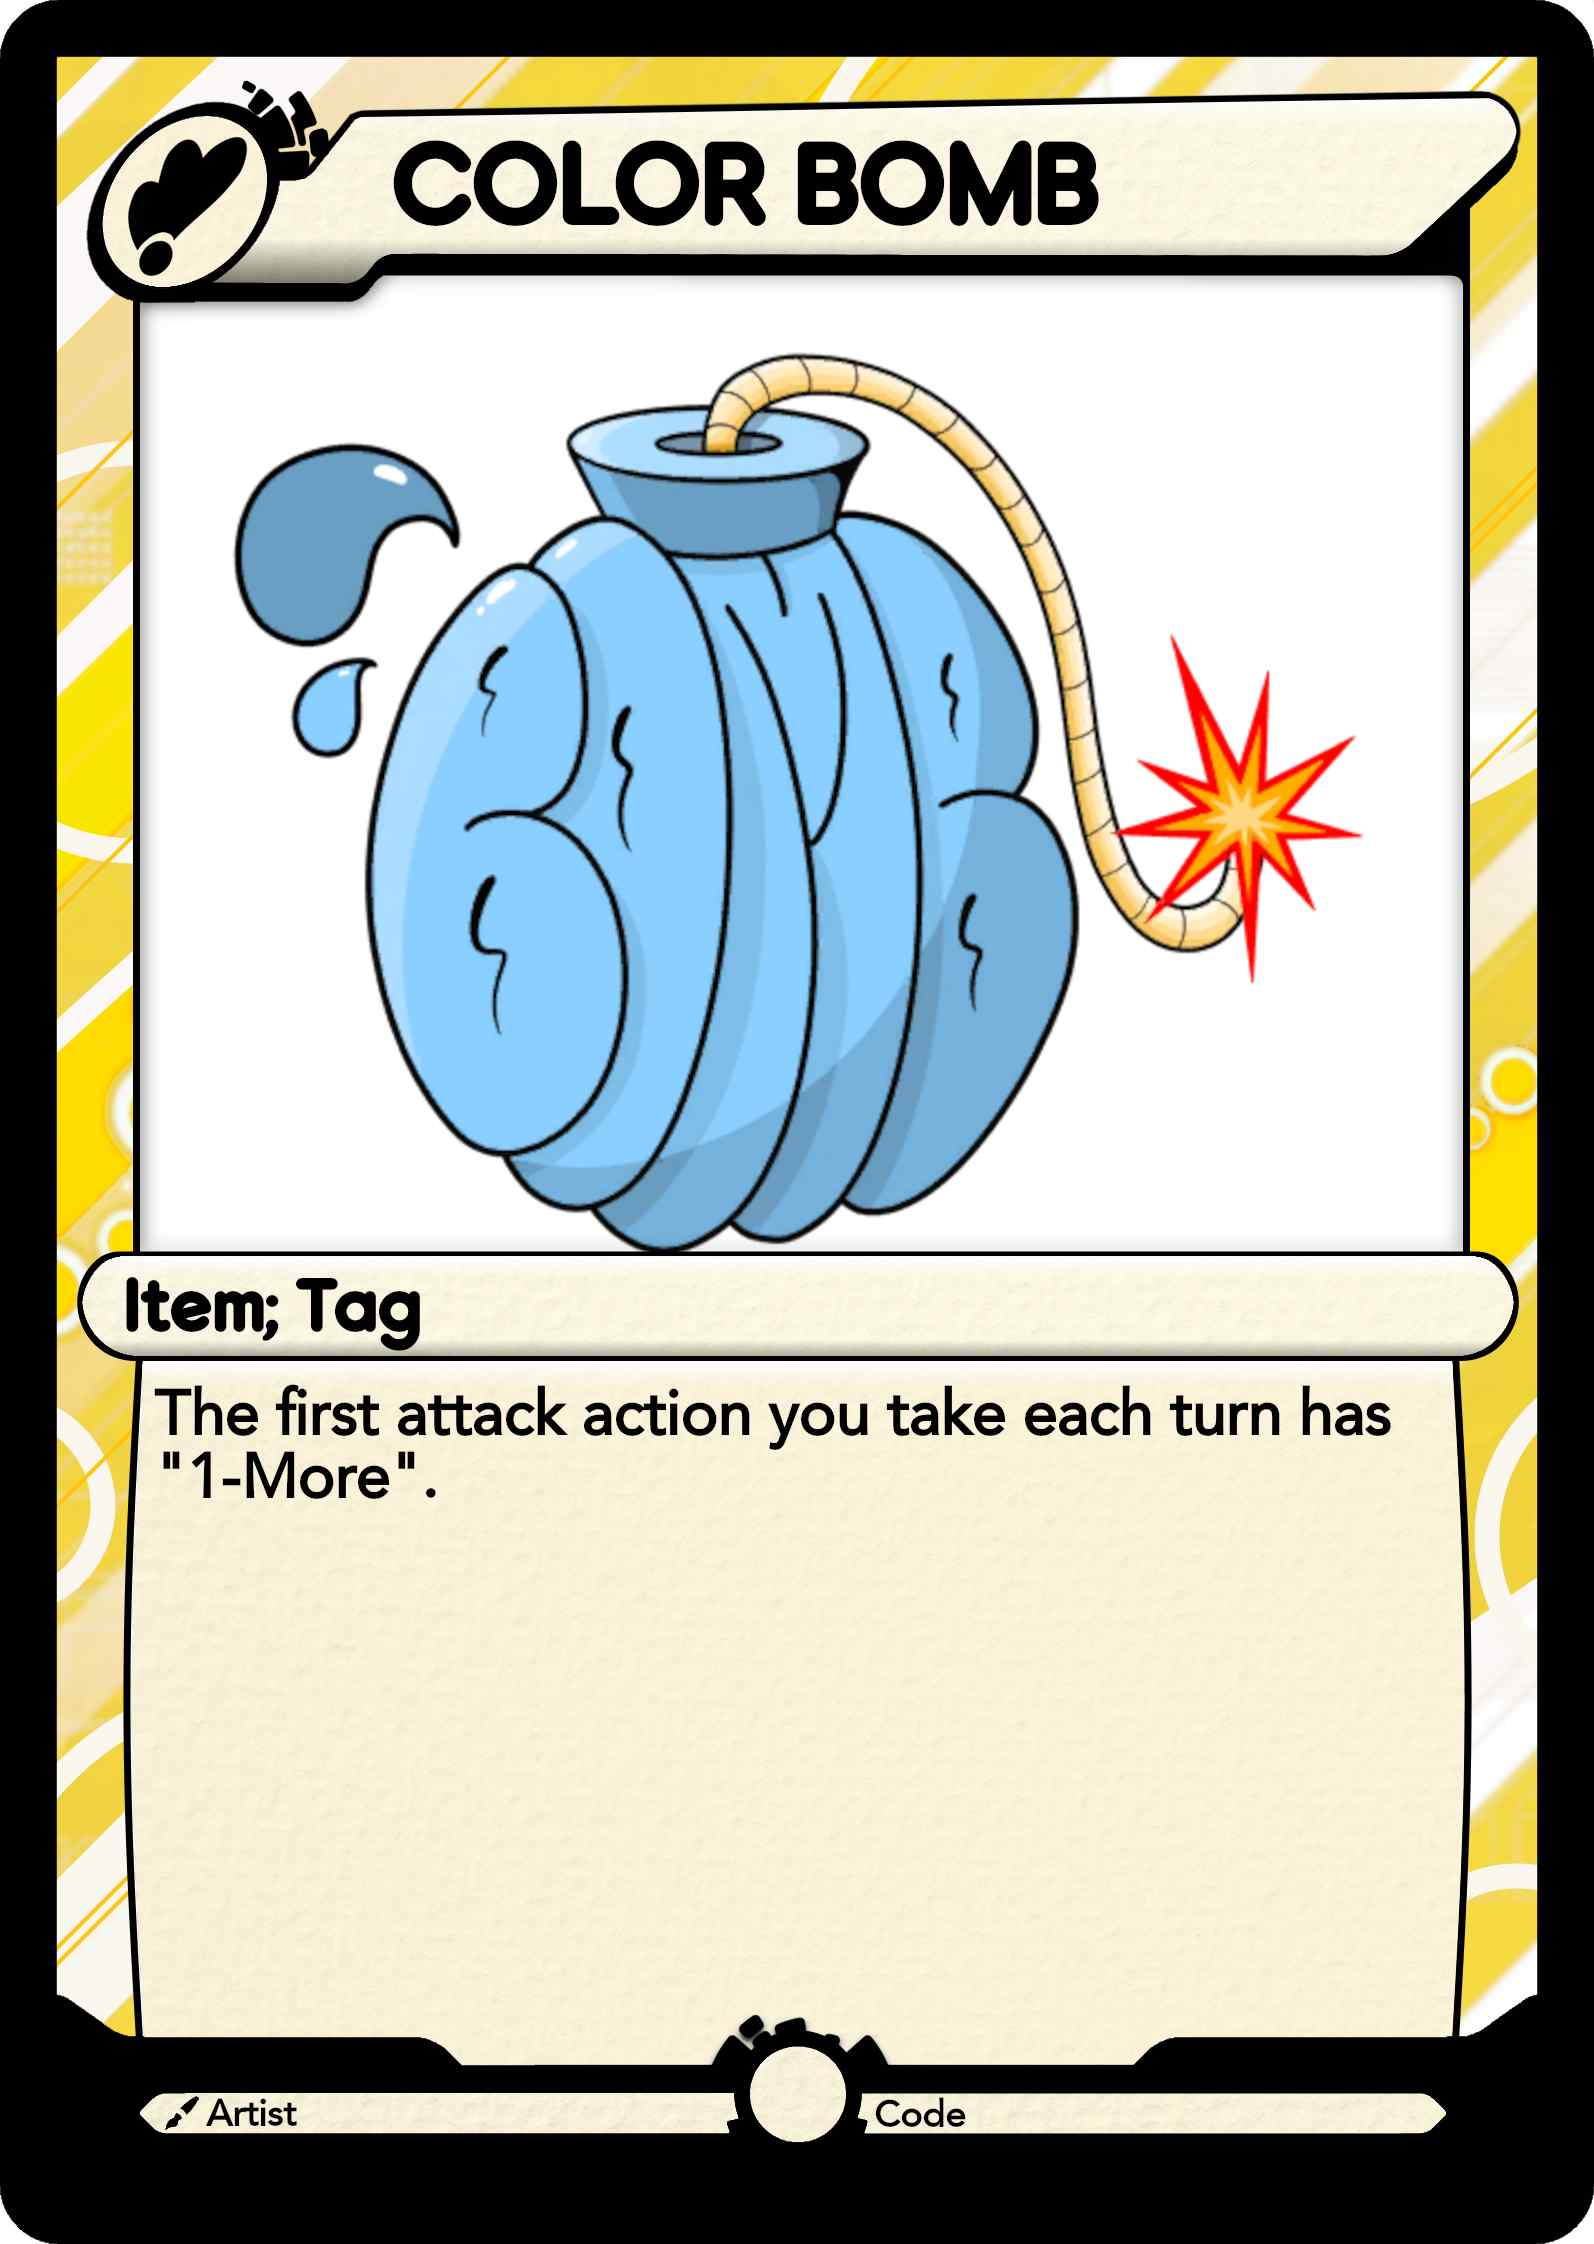 COLOR BOMB
Item; Tag
The first attack action you take each turn has
"1-More".
Artist
Code